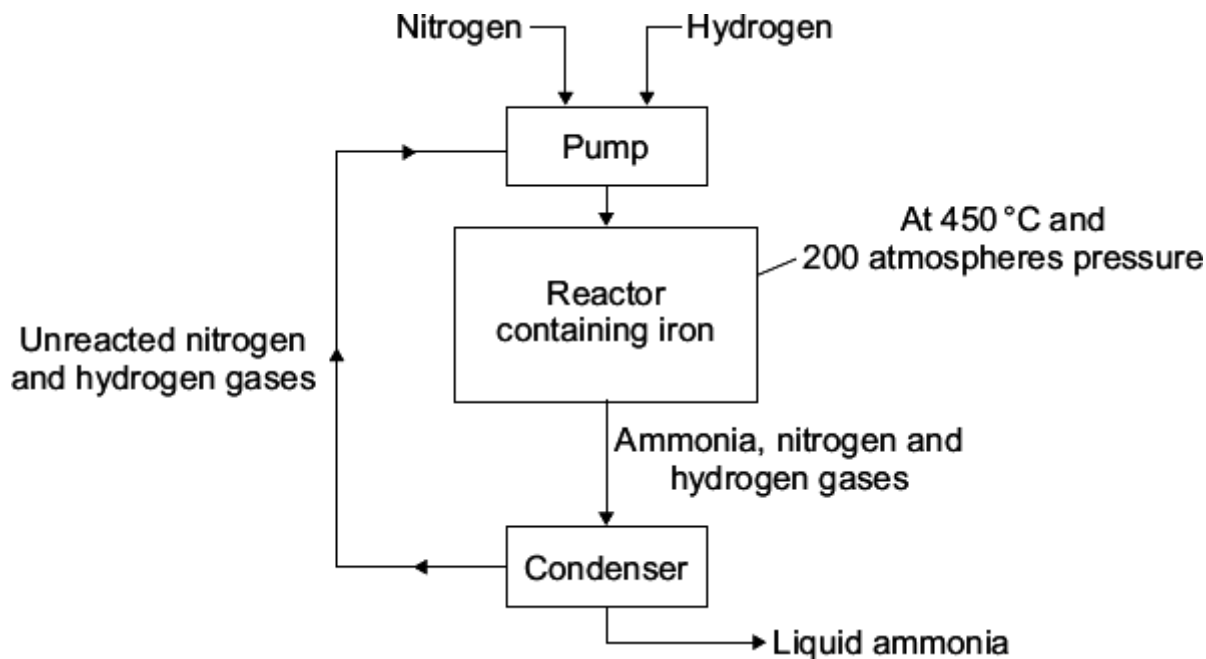 Nitrogen
Hydrogen
Pump
At 450 °C and
200 atmospheres pressure
Reactor
containing iron
Unreacted nitrogen
and hydrogen gases
Ammonia, nitrogen and
hydrogen gases
Condenser
Liquid ammonia